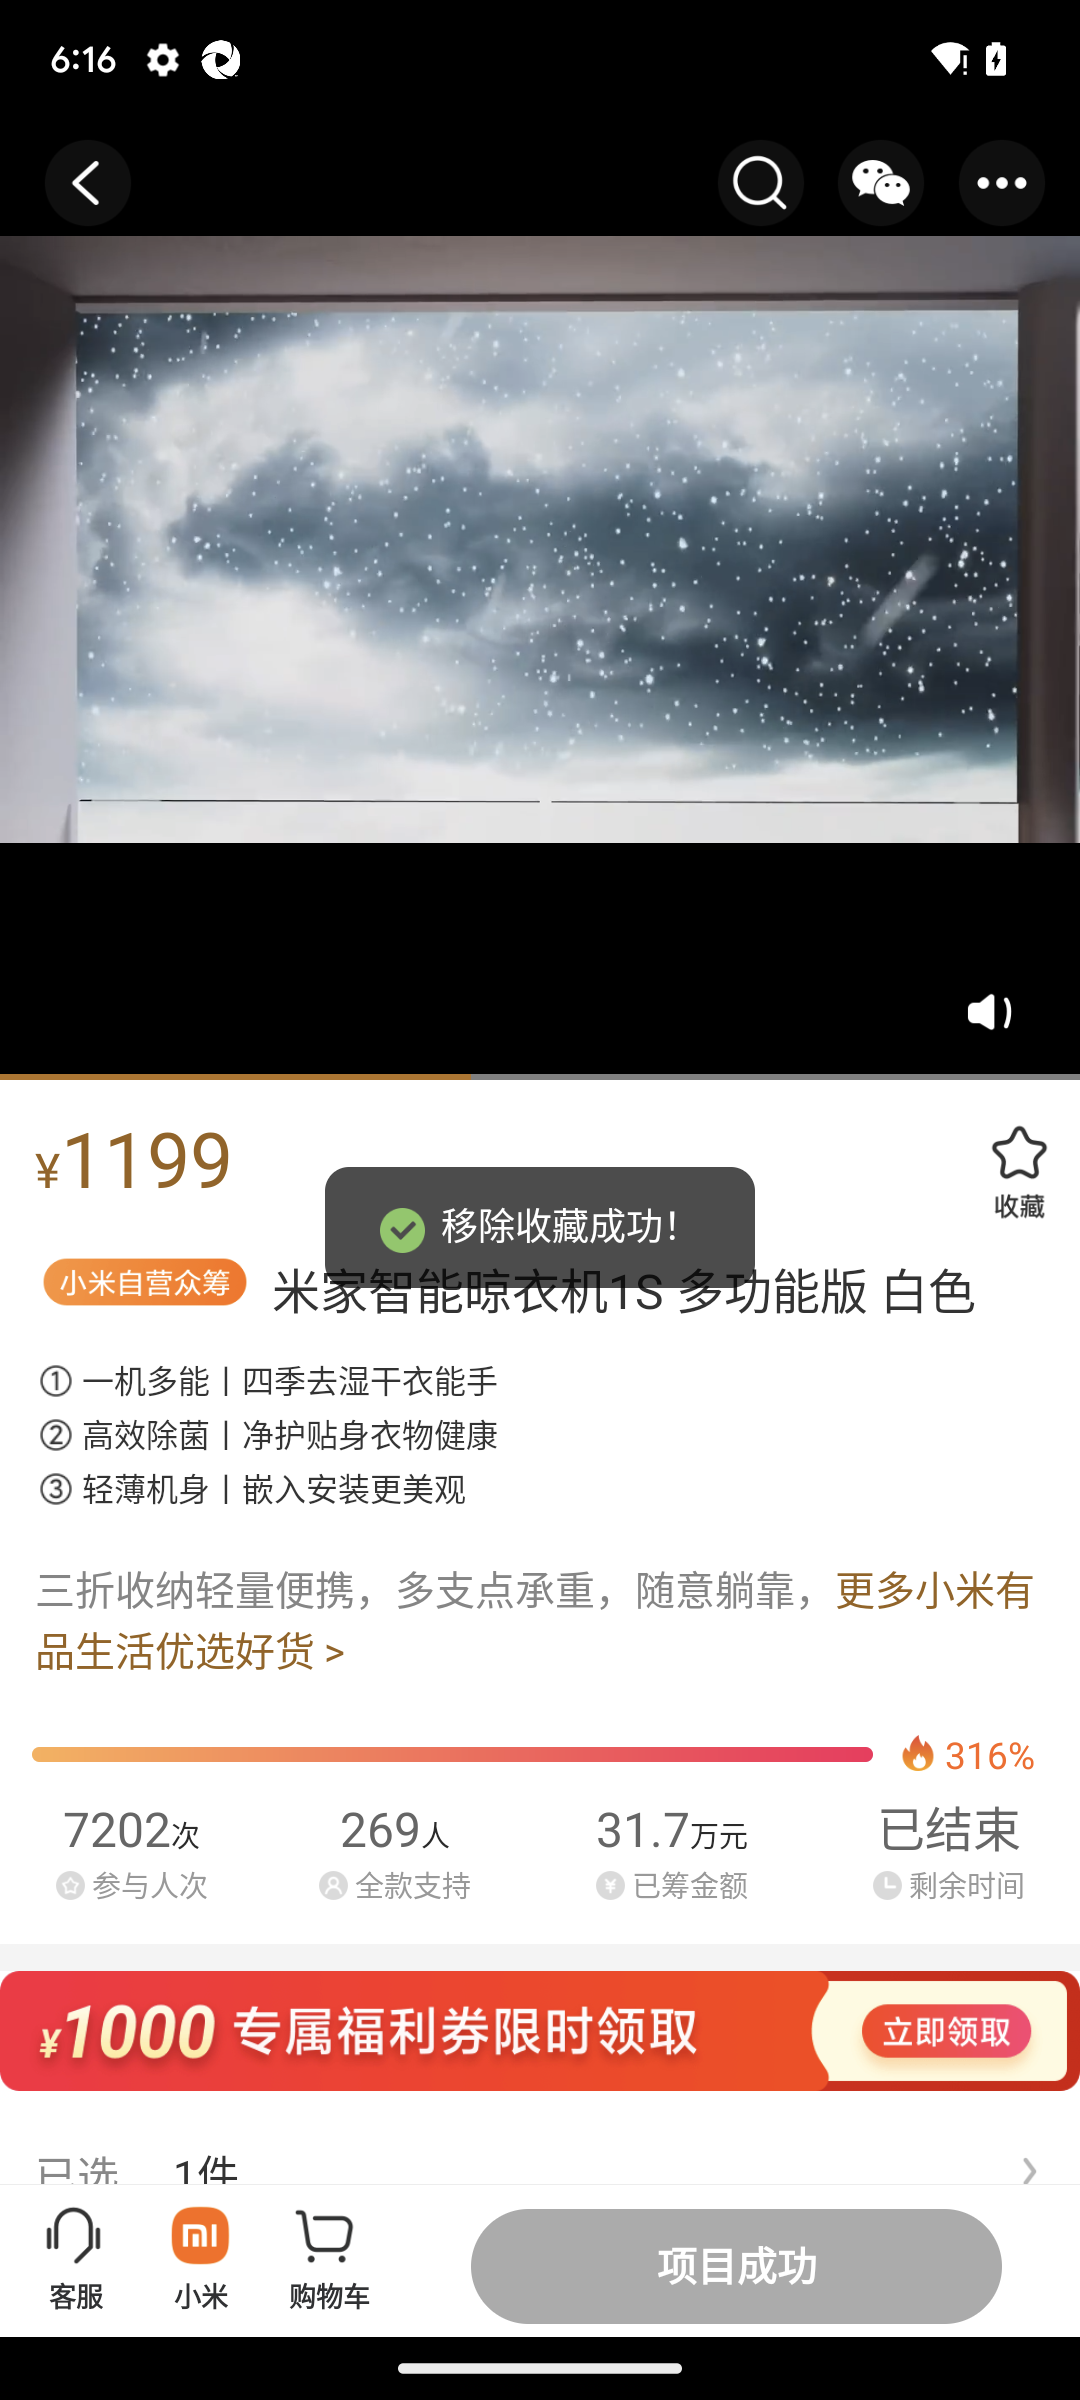 6:16
¥1199
收藏
移除收藏成功！
小米自营众筹 米家智能晾衣机1S 多功能版 白色
① 一机多能丨四季去湿干衣能手
② 高效除菌丨净护贴身衣物健康
③ 轻薄机身丨嵌入安装更美观
三折收纳轻量便携，多支点承重，随意躺靠，更多小米有
品生活优选好货 >
316%
7202次 269人 31.7万元 已结束
参与人次 全款支持 已筹金额 剩余时间
¥1000 专属福利券限时领取 立即领取
已选 1件
客服 小米 购物车 项目成功